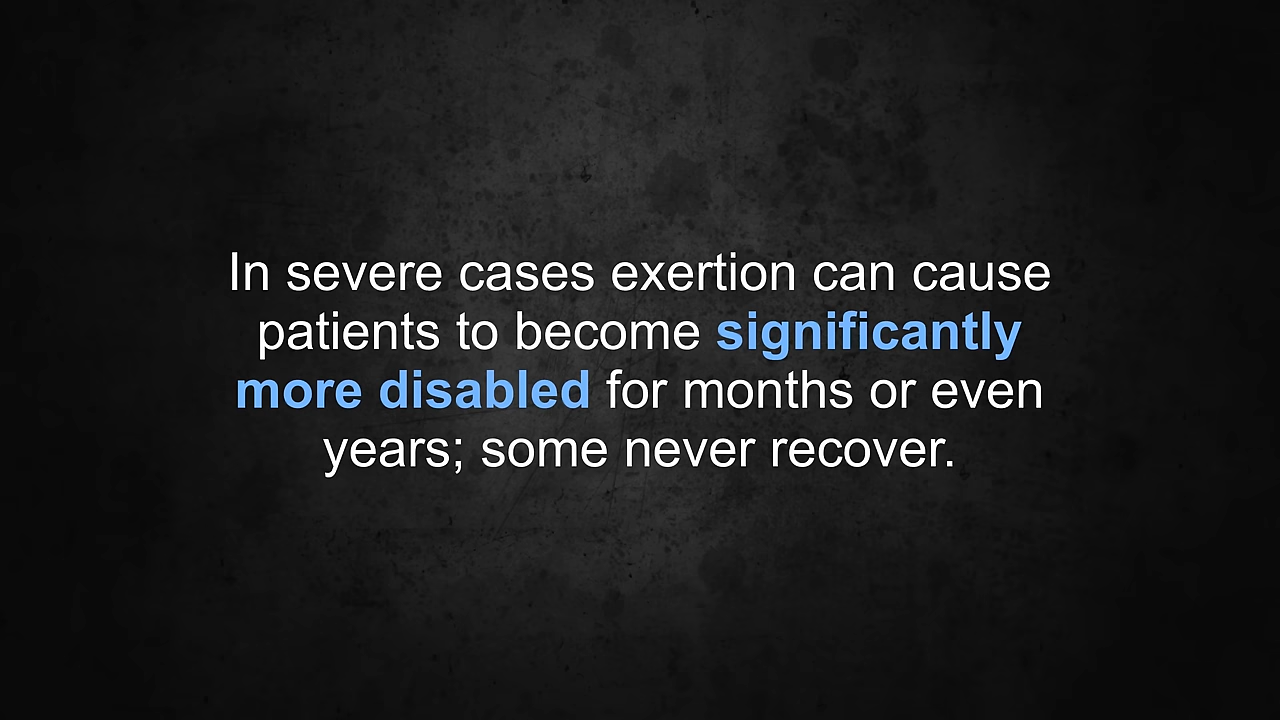 In severe cases exertion can cause
patients to become significantly
more disabled for months or even
years; some never recover.